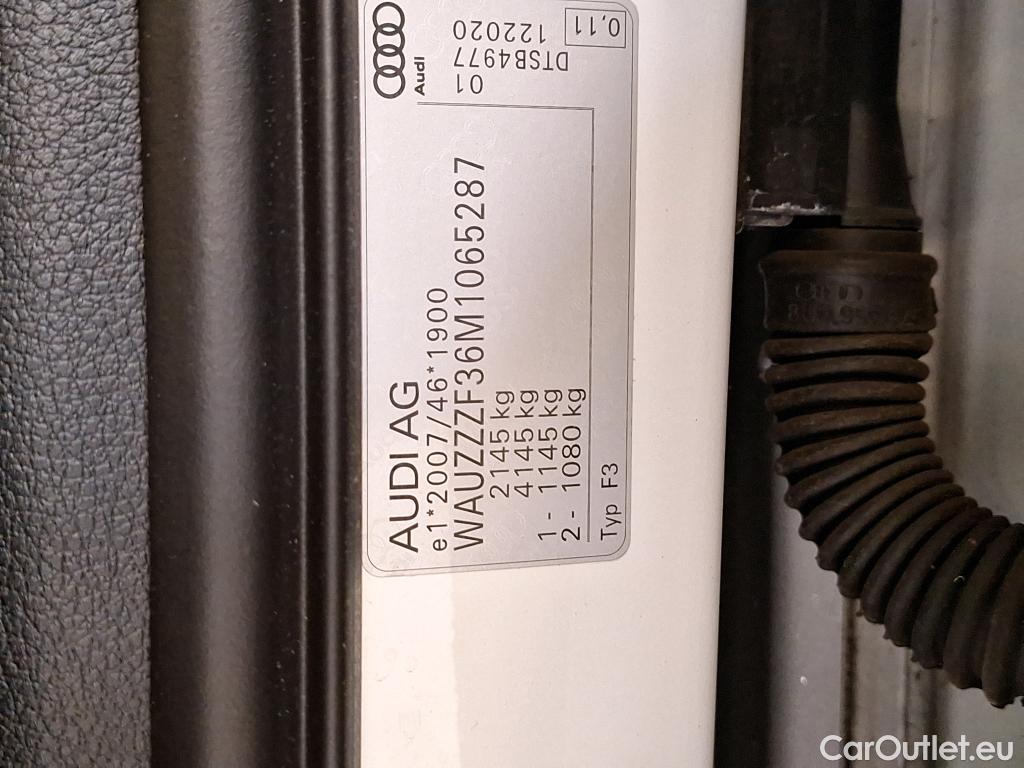 AUDI AG
e1*2007/46*1900
WAUZZZF36M1065287
2145 kg
4145 kg
1 - 1145 kg
2 - 1080 kg
Typ F3
Audi
01
DTSB4977
122020
0,11
CarOutlet.eu